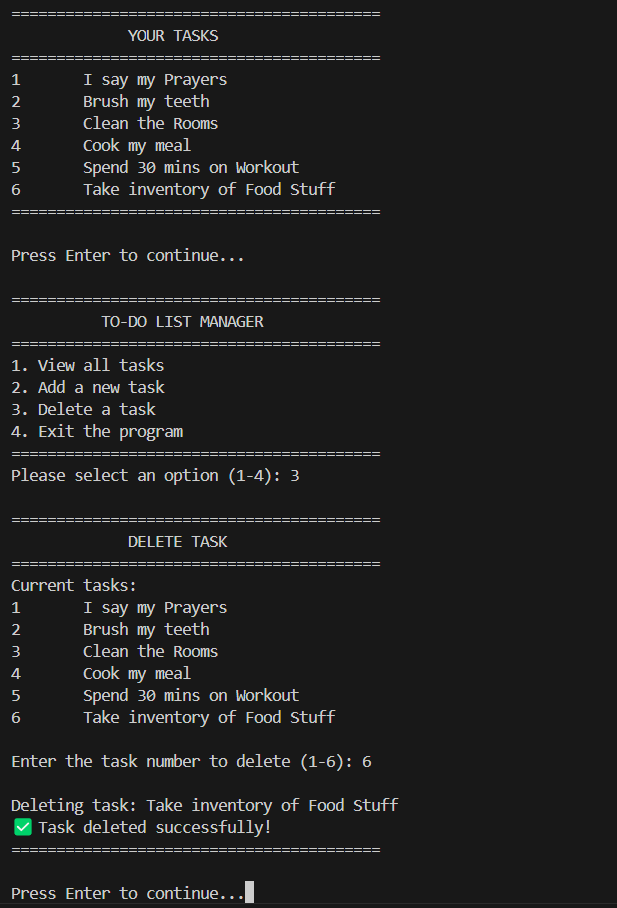 =========================================
             YOUR TASKS
=========================================
1       I say my Prayers
2       Brush my teeth
3       Clean the Rooms
4       Cook my meal
5       Spend 30 mins on Workout
6       Take inventory of Food Stuff
=========================================

Press Enter to continue...

=========================================
          TO-DO LIST MANAGER
=========================================
1. View all tasks
2. Add a new task
3. Delete a task
4. Exit the program
=========================================
Please select an option (1-4): 3

=========================================
             DELETE TASK
=========================================
Current tasks:
1       I say my Prayers
2       Brush my teeth
3       Clean the Rooms
4       Cook my meal
5       Spend 30 mins on Workout
6       Take inventory of Food Stuff

Enter the task number to delete (1-6): 6

Deleting task: Take inventory of Food Stuff
✅ Task deleted successfully!
=========================================

Press Enter to continue...